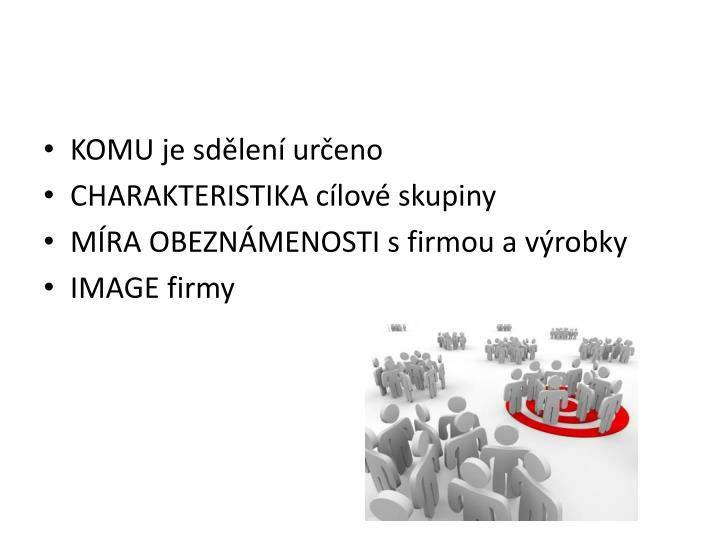 • KOMU je sdělení určeno
• CHARAKTERISTIKA cílové skupiny
• MÍRA OBEZNÁMENOSTI s firmou a výrobky
• IMAGE firmy